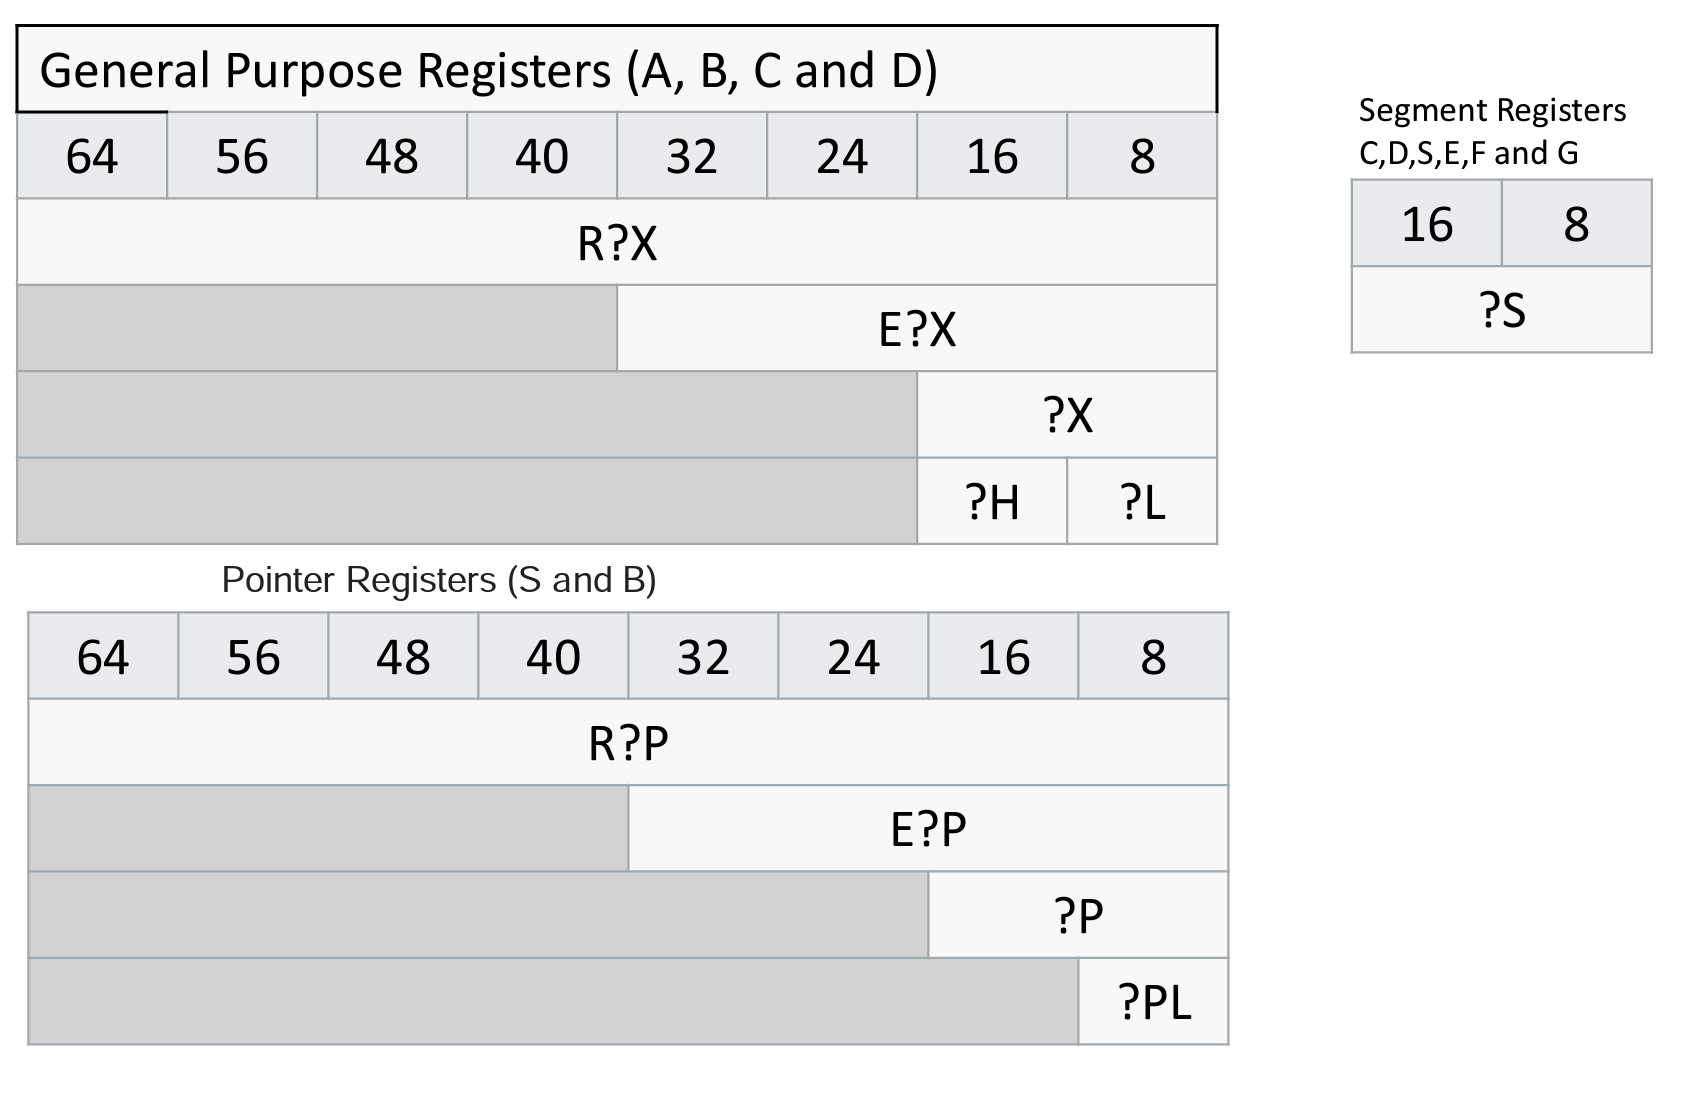 General Purpose Registers (A, B, C and D)
64 56 48 40 32 24 16 8
R?X
E?X
?X
?H ?L
Segment Registers
C,D,S,E,F and G
16 8
?S
Pointer Registers (S and B)
64 56 48 40 32 24 16 8
R?P
E?P
?P
?PL